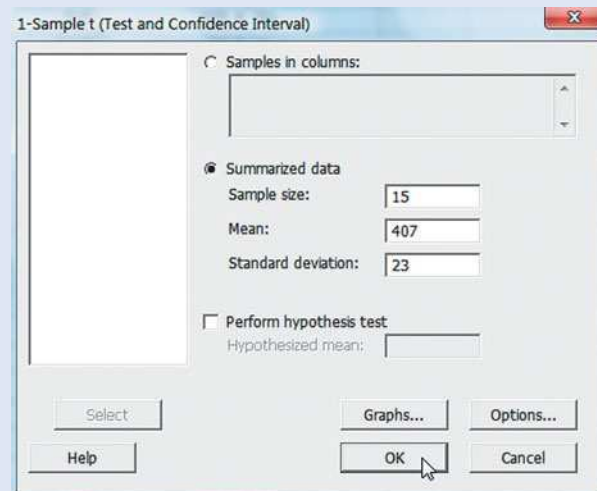 1-Sample t (Test and Confidence Interval)
Samples in columns:
Summarized data
Sample size: 15
Mean: 407
Standard deviation: 23
Perform hypothesis test
Hypothesized mean:
Select
Graphs...
Options...
Help
OK
Cancel